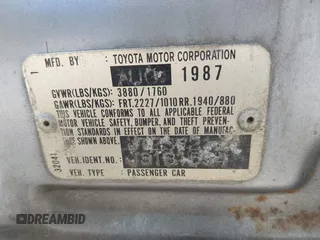 MFD. BY: TOYOTA MOTOR CORPORATION
1987
GVWR(LBS/KGS): 3880/1760
GAWR(LBS/KGS): FRT. 2227/1010 RR. 1940/880
THIS VEHICLE CONFORMS TO ALL APPLICABLE
FEDERAL MOTOR VEHICLE SAFETY, BUMPER, AND THEFT PREVEN-
TION STANDARDS IN EFFECT ON THE DATE OF MANUFAC-
TURE SHOWN ABOVE.
VEH. IDENT. NO.
VEH. TYPE: PASSENGER CAR
32041
DREAMBID